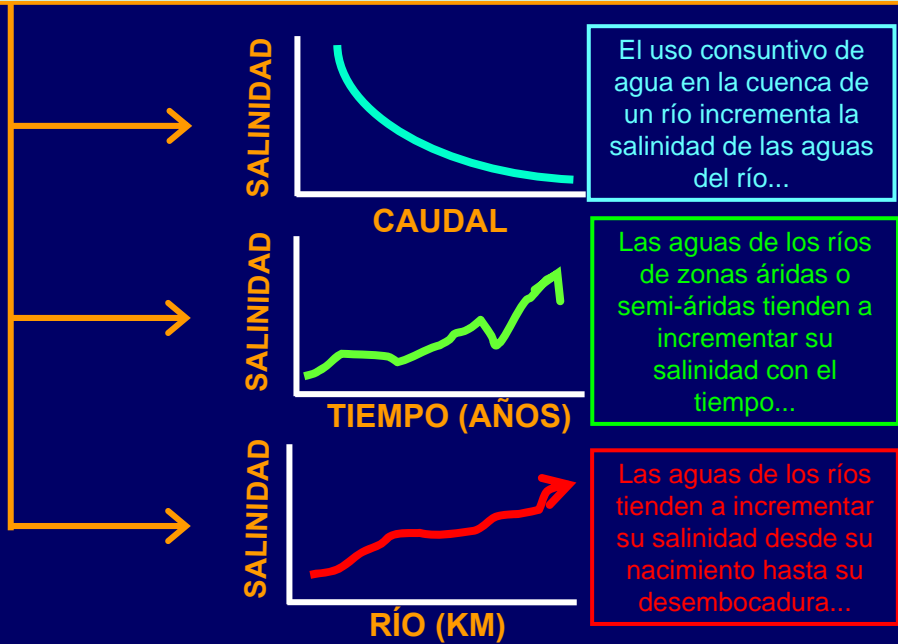 SALINIDAD
CAUDAL
El uso consuntivo de
agua en la cuenca de
un río incrementa la
salinidad de las aguas
del río...
SALINIDAD
TIEMPO (AÑOS)
Las aguas de los ríos
de zonas áridas o
semi-áridas tienden a
incrementar su
salinidad con el
tiempo...
SALINIDAD
RÍO (KM)
Las aguas de los ríos
tienden a incrementar
su salinidad desde su
nacimiento hasta su
desembocadura...